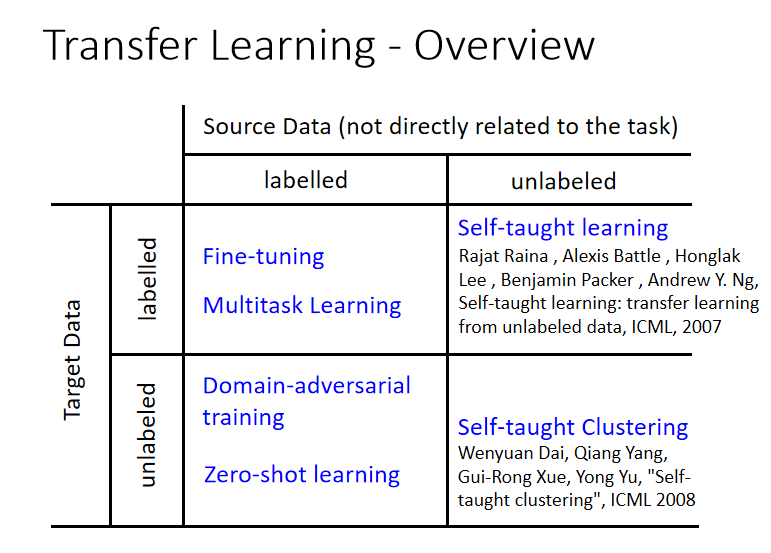 Transfer Learning - Overview
Source Data (not directly related to the task)
labelled
unlabeled
Target Data
labelled
Fine-tuning
Multitask Learning
Self-taught learning
Rajat Raina , Alexis Battle , Honglak
Lee , Benjamin Packer , Andrew Y. Ng,
Self-taught learning: transfer learning
from unlabeled data, ICML, 2007
unlabeled
Domain-adversarial
training
Zero-shot learning
Self-taught Clustering
Wenyuan Dai, Qiang Yang,
Gui-Rong Xue, Yong Yu, "Self-
taught clustering", ICML 2008